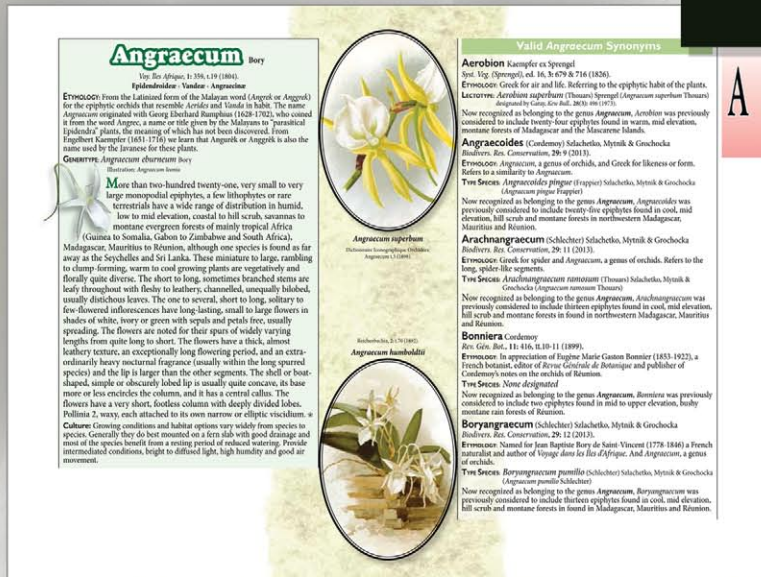 Angraecum Bory
Voy. Îles Afrique, 1: 359, t.19 (1804).
Epidendroideæ · Vandeæ · Angraecinæ
ETYMOLOGY: From the Latinized form of the Malayan word (Angrek or Anggrek)
for the epiphytic orchids that resemble Aerides and Vanda in habit. The name
Angraecum originated with Georg Eberhard Rumphius (1628-1702), who coined
it from the word Angrec, a name or title given by the Malayans to "parasitical
Epidendra" plants, the meaning of which has not been discovered. From
Engelbert Kaempfer (1651-1716) we learn that Angurék or Anggrék is also the
name used by the Javanese for these plants.
GENERITYPE: Angraecum eburneum Bory
Illustration: Angraecum leonis
More than two-hundred twenty-one, very small to very
large monopodial epiphytes, a few lithophytes or rare
terrestrials have a wide range of distribution in humid,
low to mid elevation, coastal to hill scrub, savannas to
montane evergreen forests of mainly tropical Africa
(Guinea to Somalia, Gabon to Zimbabwe and South Africa),
Madagascar, Mauritius to Réunion, although one species is found as far
away as the Seychelles and Sri Lanka. These miniature to large, rambling
to clump-forming, warm to cool growing plants are vegetatively and
florally quite diverse. The short to long, sometimes branched stems are
leafy throughout with fleshy to leathery, channelled, unequally bilobed,
usually distichous leaves. The one to several, short to long, solitary to
few-flowered inflorescences have long-lasting, small to large flowers in
shades of white, ivory or green with sepals and petals free, usually
spreading. The flowers are noted for their spurs of widely varying
lengths from quite long to short. The flowers have a thick, almost
leathery texture, an exceptionally long flowering period, and an extra-
ordinarily heavy nocturnal fragrance (usually within the long spurred
species) and the lip is larger than the other segments. The shell or boat-
shaped, simple or obscurely lobed lip is usually quite concave, its base
more or less encircles the column, and it has a central callus. The
flowers have a very short, footless column with deeply divided lobes.
Pollinia 2, waxy, each attached to its own narrow or elliptic viscidium. *
Culture: Growing conditions and habitat options vary widely from species to
species. Generally they do best mounted on a fern slab with good drainage and
most of the species benefit from a resting period of reduced watering. Provide
intermediated conditions, bright to diffused light, high humidity and good air
movement.
Angraecum superbum
Dictionnaire Iconographique Orchidées
Angraecum t.3 (1898).
Reichenbachia, 2: t.76 (1892).
Angraecum humboldtii
Valid Angraecum Synonyms
Aerobion Kaempfer ex Sprengel
Syst. Veg. (Sprengel), ed. 16, 3: 679 & 716 (1826).
ETYMOLOGY: Greek for air and life. Referring to the epiphytic habit of the plants.
LECTOTYPE: Aerobion superbum (Thouars) Sprengel (Angraecum superbum Thouars)
designated by Garay, Kew Bull., 28(3): 496 (1973).
Now recognized as belonging to the genus Angraecum, Aerobion was previously
considered to include twenty-four epiphytes found in warm, mid elevation,
montane forests of Madagascar and the Mascarene Islands.
Angraecoides (Cordemoy) Szlachetko, Mytnik & Grochocka
Biodivers. Res. Conservation, 29: 9 (2013).
ETYMOLOGY: Angraecum, a genus of orchids, and Greek for likeness or form.
Refers to a similarity to Angraecum.
TYPE SPECIES: Angraecoides pingue (Frappier) Szlachetko, Mytnik & Grochocka
(Angraecum pingue Frappier)
Now recognized as belonging to the genus Angraecum, Angraecoides was
previously considered to include twenty-five epiphytes found in cool, mid
elevation, hill scrub and montane forests in northwestern Madagascar,
Mauritius and Réunion.
Arachnangraecum (Schlechter) Szlachetko, Mytnik & Grochocka
Biodivers. Res. Conservation, 29: 11 (2013).
ETYMOLOGY: Greek for spider and Angraecum, a genus of orchids. Refers to the
long, spider-like segments.
TYPE SPECIES: Arachnangraecum ramosum (Thouars) Szlachetko, Mytnik &
Grochocka (Angraecum ramosum Thouars)
Now recognized as belonging to the genus Angraecum, Arachnangraecum was
previously considered to include thirteen epiphytes found in cool, mid elevation,
hill scrub and montane forests in found in northwestern Madagascar, Mauritius
and Réunion.
Bonniera Cordemoy
Rev. Gén. Bot., 11: 416, tt.10-11 (1899).
ETYMOLOGY: In appreciation of Eugène Marie Gaston Bonnier (1853-1922), a
French botanist, editor of Revue Générale de Botanique and publisher of
Cordemoy's notes on the orchids of Réunion.
TYPE SPECIES: None designated
Now recognized as belonging to the genus Angraecum, Bonniera was previously
considered to include two epiphytes found in mid to upper elevation, bushy
montane rain forests of Réunion.
Boryangraecum (Schlechter) Szlachetko, Mytnik & Grochocka
Biodivers. Res. Conservation, 29: 12 (2013).
ETYMOLOGY: Named for Jean Baptiste Bory de Saint-Vincent (1778-1846) a French
naturalist and author of Voyage dans les îles d'Afrique. And Angraecum, a genus
of orchids.
TYPE SPECIES: Boryangraecum pumilio (Schlechter) Szlachetko, Mytnik & Grochocka
(Angraecum pumilio Schlechter)
Now recognized as belonging to the genus Angraecum, Boryangraecum was
previously considered to include thirteen epiphytes found in cool, mid elevation,
hill scrub and montane forests in found in Madagascar, Mauritius and Réunion.
A